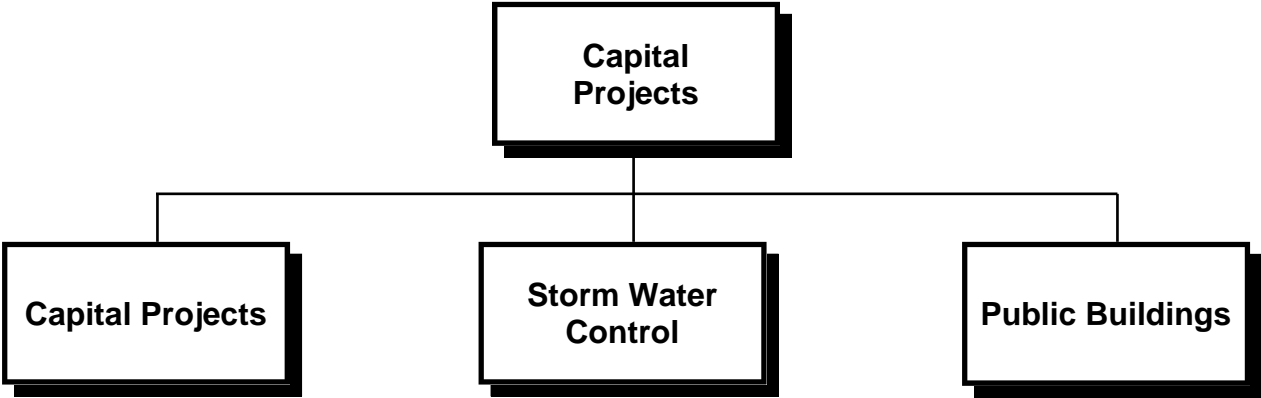 Capital
Projects
Capital Projects
Storm Water
Control
Public Buildings